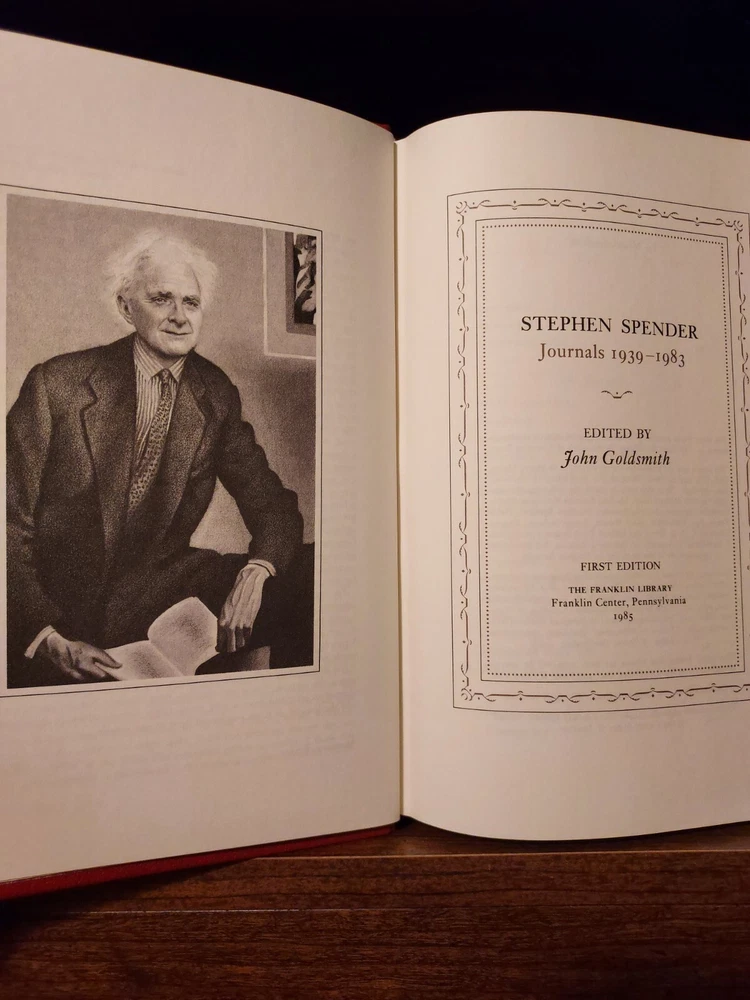 STEPHEN SPENDER
Journals 1939–1983
EDITED BY
John Goldsmith
FIRST EDITION
THE FRANKLIN LIBRARY
Franklin Center, Pennsylvania
1985